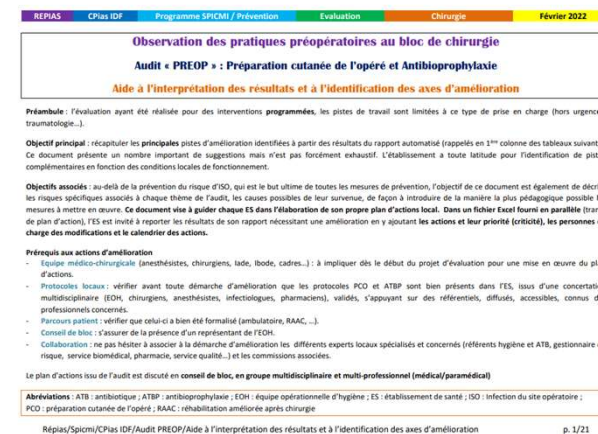 REPIAS CPias IDF Programme SPICMI / Prévention Evaluation Chirurgie Février 2022
Observation des pratiques préopératoires au bloc de chirurgie
Audit « PREOP » : Préparation cutanée de l'opéré et Antibioprophylaxie
Aide à l'interprétation des résultats et à l'identification des axes d'amélioration
Préambule : l'évaluation ayant été réalisée pour des interventions programmées, les pistes de travail sont limitées à ce type de prise en charge (hors urgence
traumatologie…).
Objectif principal : récapituler les principales pistes d'amélioration identifiées à partir des résultats du rapport automatisé (rappelés en 1ère colonne des tableaux suivant
Ce document présente un nombre important de suggestions mais n'est pas forcément exhaustif. L'établissement a toute latitude pour l'identification de pist
complémentaires en fonction des conditions locales de fonctionnement.
Objectifs associés : au-delà de la prévention du risque d'ISO, qui est le but ultime de toutes les mesures de prévention, l'objectif de ce document est également de décri
les risques spécifiques associés à chaque thème de l'audit, les causes possibles de leur survenue, de façon à introduire de la manière la plus pédagogique possible l
mesures à mettre en œuvre. Ce document vise à guider chaque ES dans l'élaboration de son propre plan d'actions local. Dans un fichier Excel fourni en parallèle (tram
de plan d'action), l'ES est invité à reporter les résultats de son rapport nécessitant une amélioration en y ajoutant les actions et leur priorité (criticité), les personnes e
charge des modifications et le calendrier des actions.
Prérequis aux actions d'amélioration
- Equipe médico-chirurgicale (anesthésistes, chirurgiens, Iade, Ibode, cadres…) : à impliquer dès le début du projet d'évaluation pour une mise en œuvre du pla
d'actions.
- Protocoles locaux : vérifier avant toute démarche d'amélioration que les protocoles PCO et ATBP sont bien présents dans l'ES, issus d'une concertatio
multidisciplinaire (EOH, chirurgiens, anesthésistes, infectiologues, pharmaciens), validés, s'appuyant sur des référentiels, diffusés, accessibles, connus d
professionnels concernés.
- Parcours patient : vérifier que celui-ci a bien été formalisé (ambulatoire, RAAC, …).
- Conseil de bloc : s'assurer de la présence d'un représentant de l'EOH.
- Collaboration : ne pas hésiter à associer à la démarche d'amélioration les différents experts locaux spécialisés et concernés (référents hygiène et ATB, gestionnaire d
risque, service biomédical, pharmacie, service qualité…) et les commissions associées.
Le plan d'actions issu de l'audit est discuté en conseil de bloc, en groupe multidisciplinaire et multi-professionnel (médical/paramédical)
Abréviations : ATB : antibiotique ; ATBP : antibioprophylaxie ; EOH : équipe opérationnelle d'hygiène ; ES : établissement de santé ; ISO : Infection du site opératoire ;
PCO : préparation cutanée de l'opéré ; RAAC : réhabilitation améliorée après chirurgie
Répias/Spicmi/CPias IDF/Audit PREOP/Aide à l'interprétation des résultats et à l'identification des axes d'amélioration p. 1/21